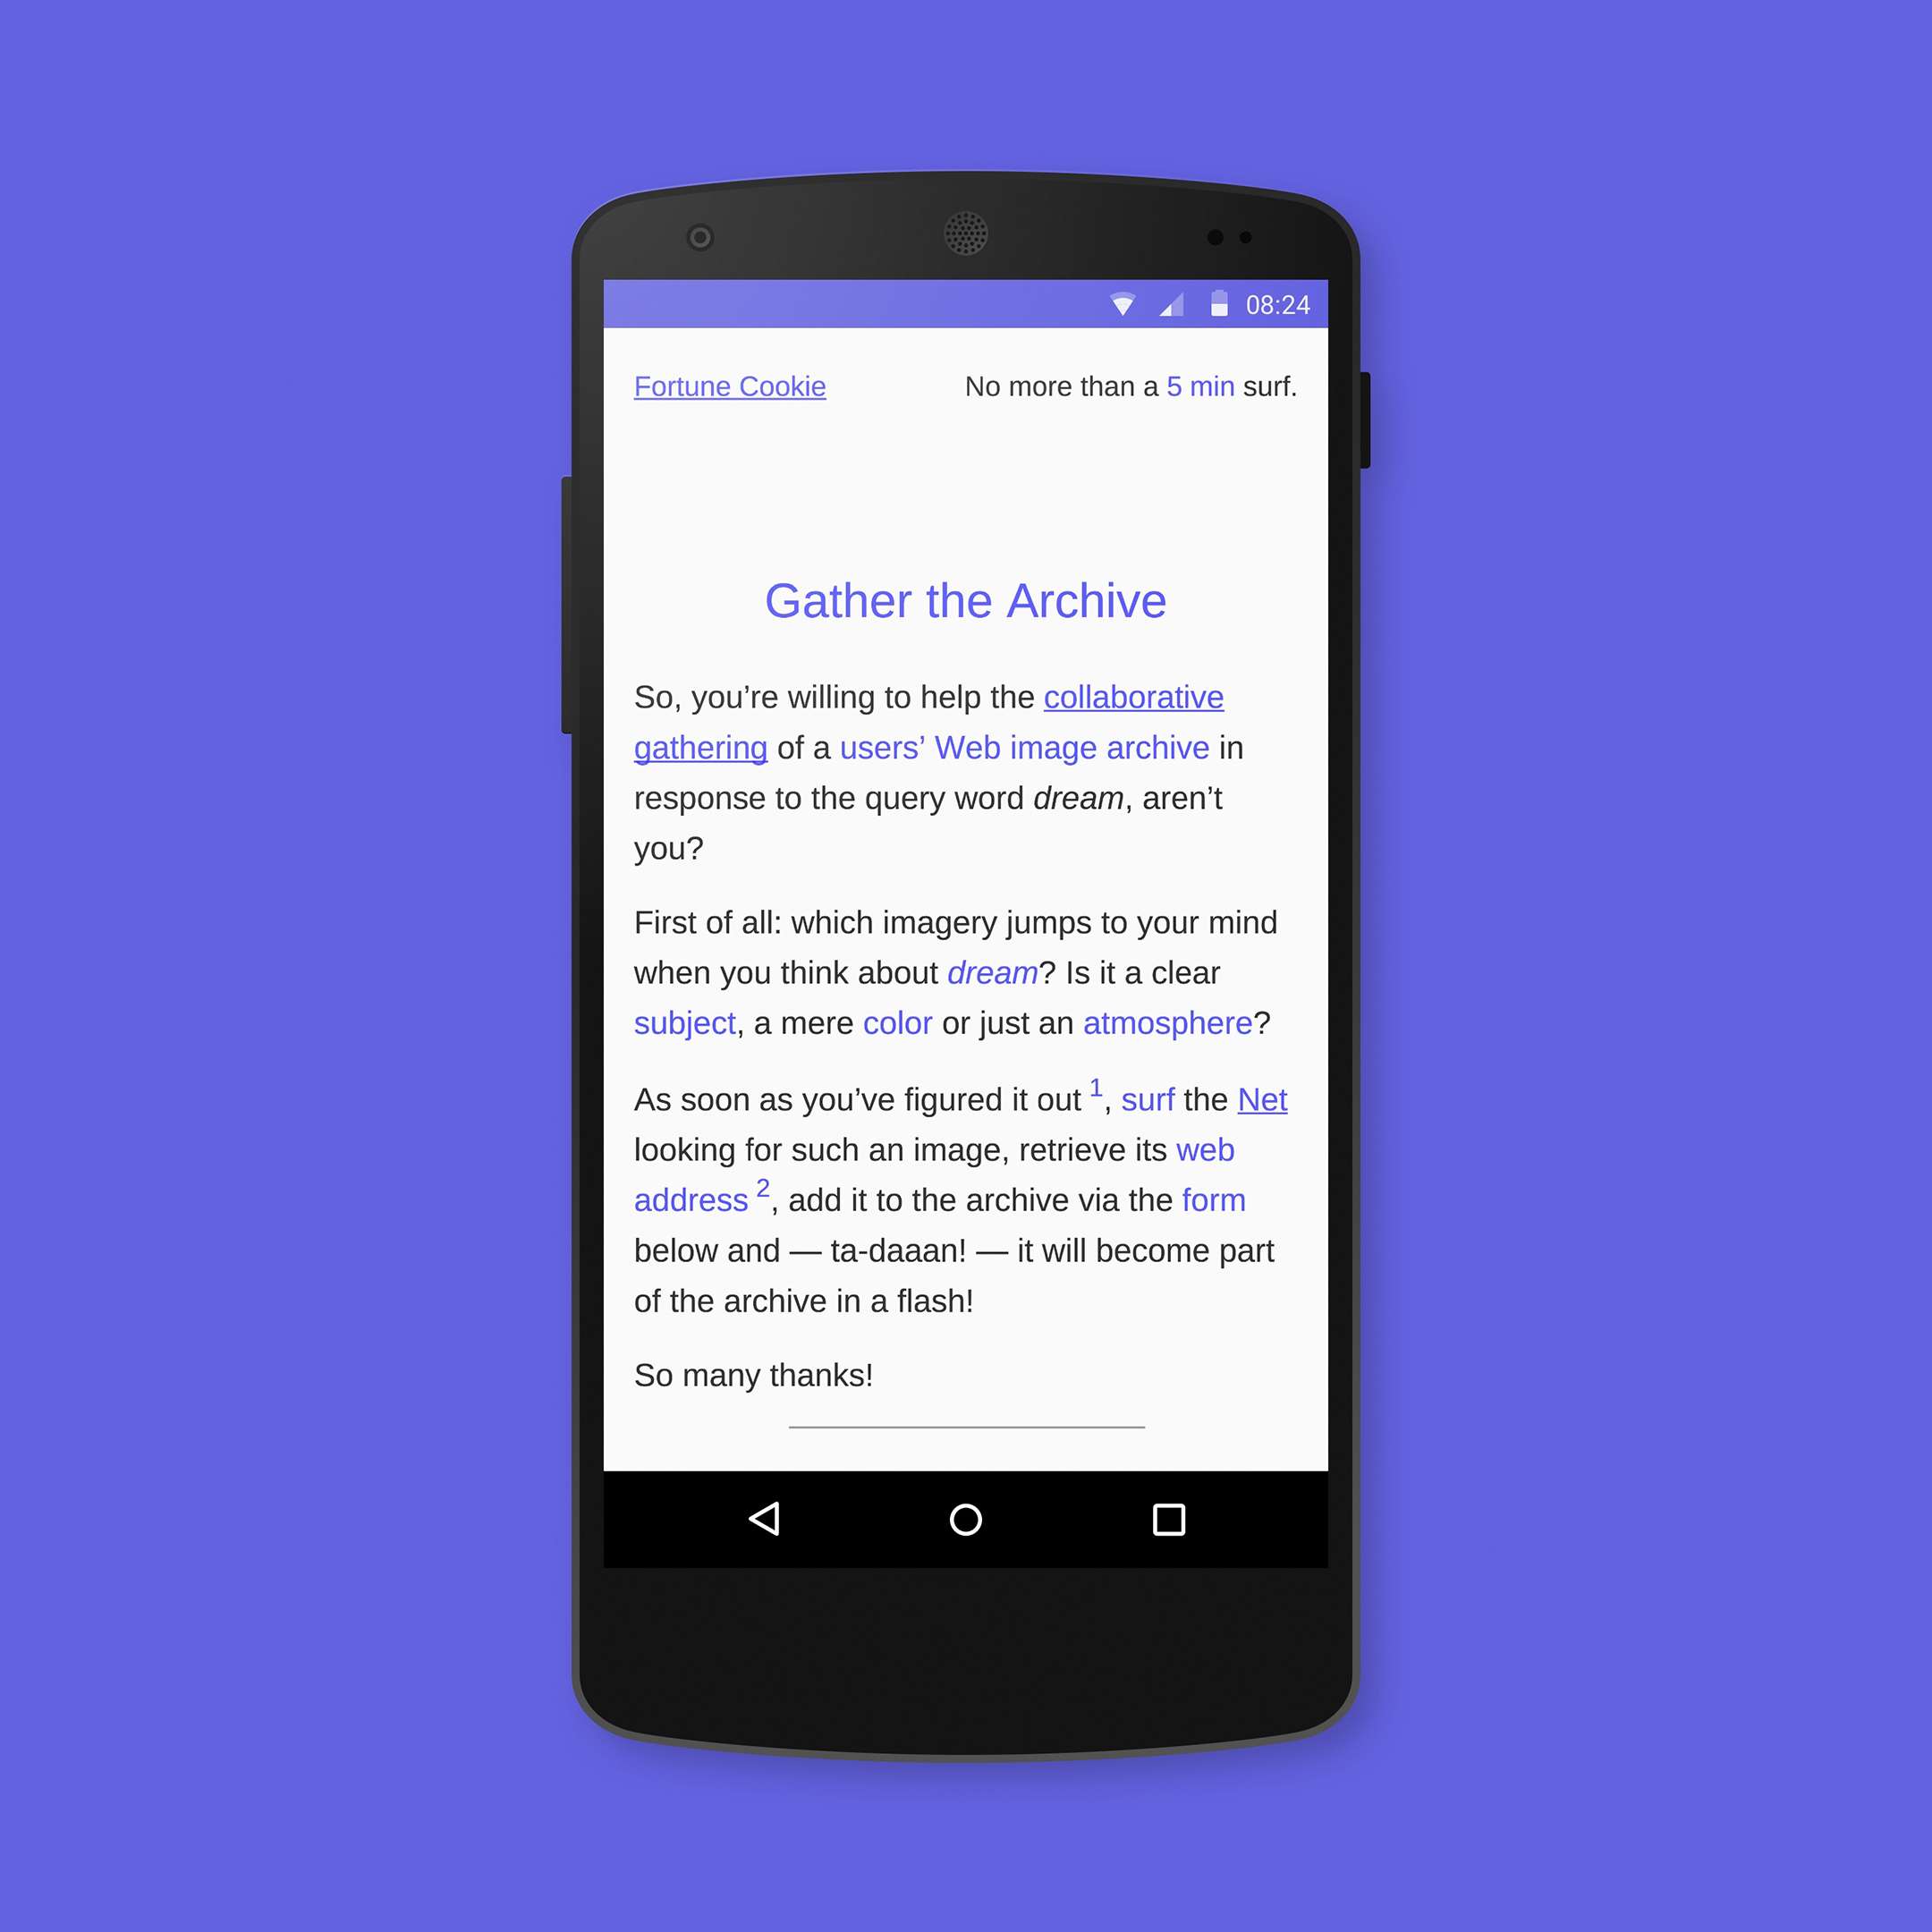 08:24
Fortune Cookie No more than a 5 min surf.
Gather the Archive
So, you’re willing to help the collaborative
gathering of a users’ Web image archive in
response to the query word dream, aren’t
you?
First of all: which imagery jumps to your mind
when you think about dream? Is it a clear
subject, a mere color or just an atmosphere?
As soon as you’ve figured it out 1, surf the Net
looking for such an image, retrieve its web
address 2, add it to the archive via the form
below and — ta-daaan! — it will become part
of the archive in a flash!
So many thanks!